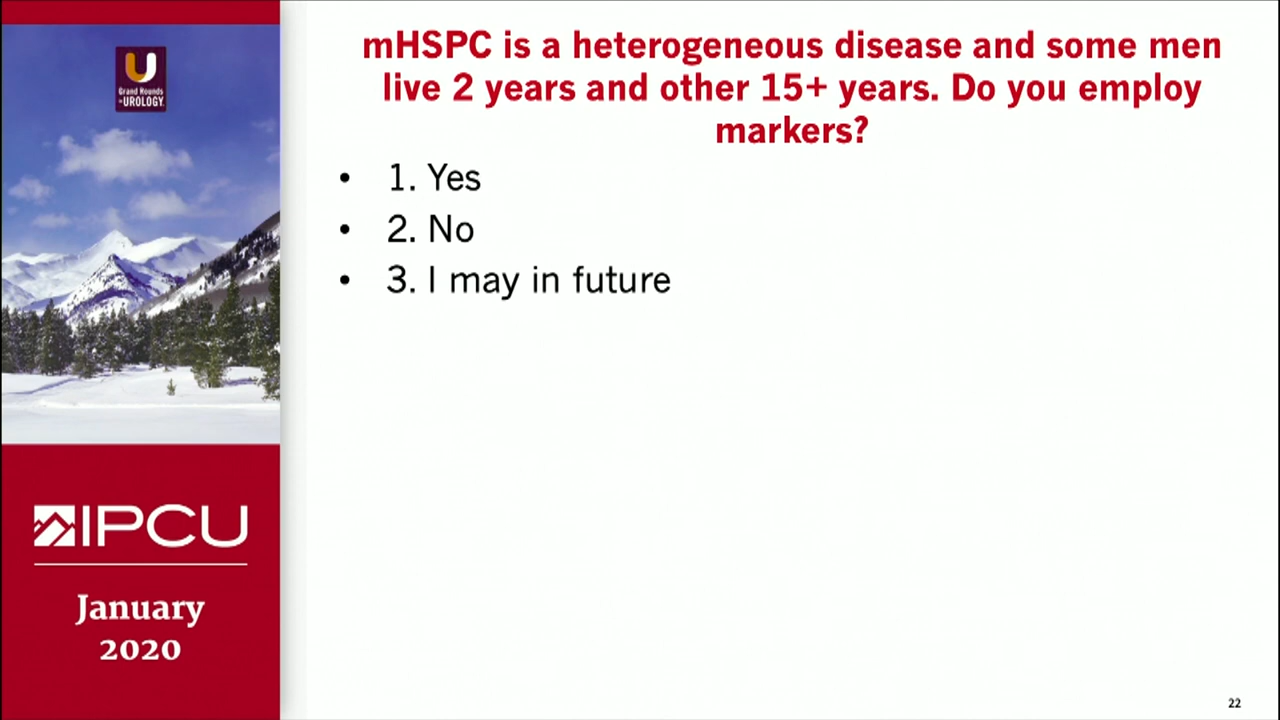 U
Grand Rounds
in UROLOGY
mHSPC is a heterogeneous disease and some men
live 2 years and other 15+ years. Do you employ
markers?
• 1. Yes
• 2. No
• 3. I may in future
IPCU
January
2020
22